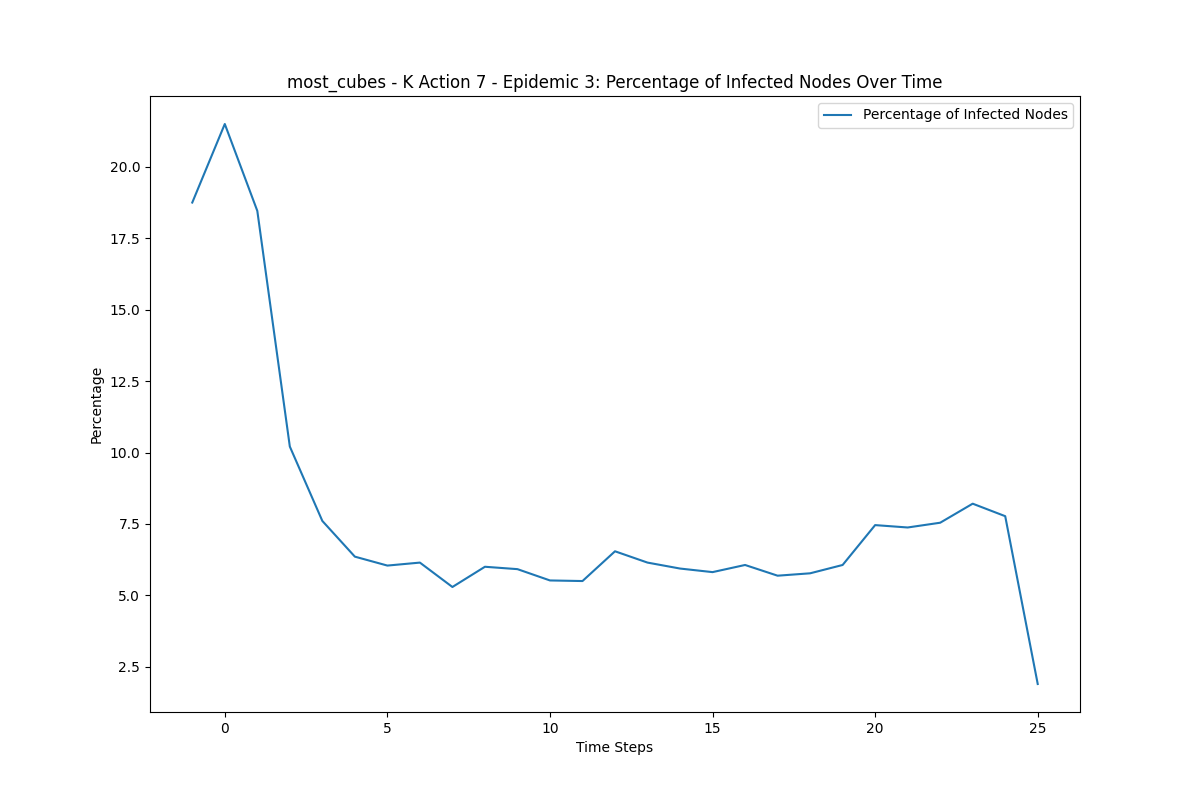 most_cubes - K Action 7 - Epidemic 3: Percentage of Infected Nodes Over Time
Percentage of Infected Nodes
20.0
17.5
15.0
12.5
10.0
7.5
5.0
2.5
Percentage
0 5 10 15 20 25
Time Steps